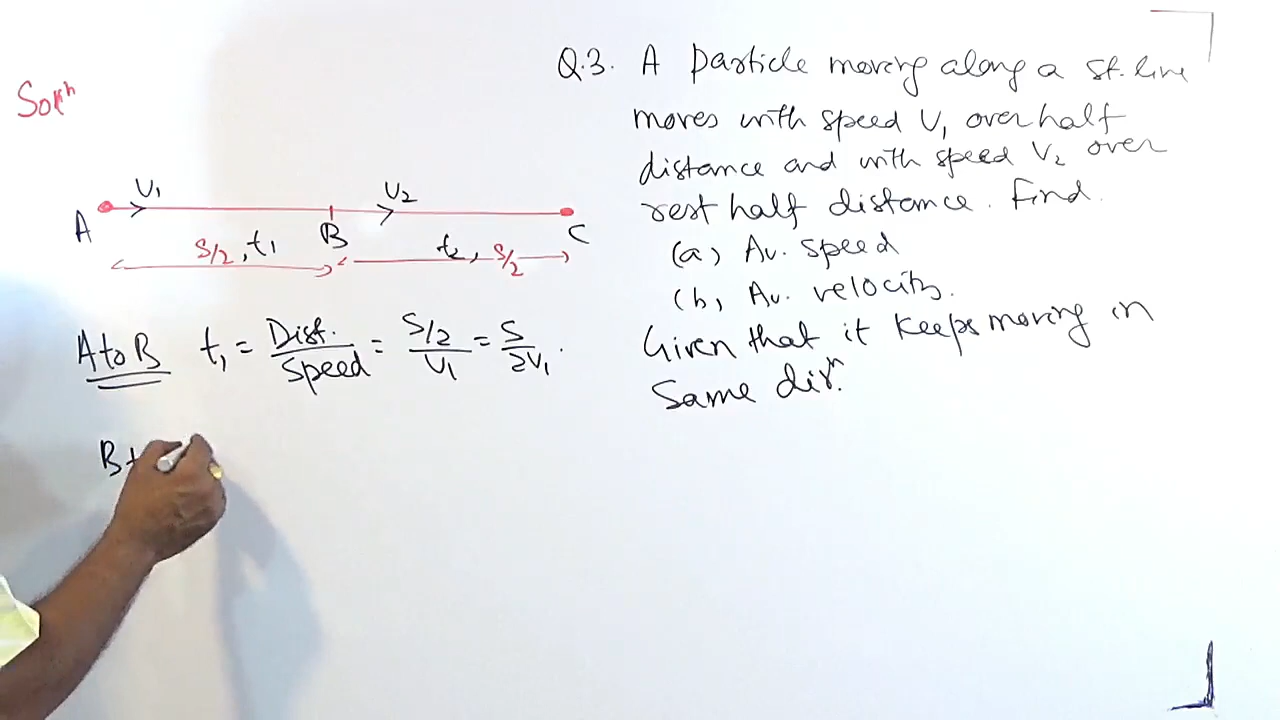 Solⁿ
Q.3. A particle moving along a st. line
moves with speed V₁ over half
distance and with speed V₂ over
rest half distance. Find.
(a) Av. speed
(b) Av. velocity.
Given that it keeps moving in
Same dirⁿ.
V₁ V₂
A B C
S/2, t₁ t₂, S/2
A to B t₁ = Dist./Speed = (S/2)/V₁ = S/2V₁.
B t